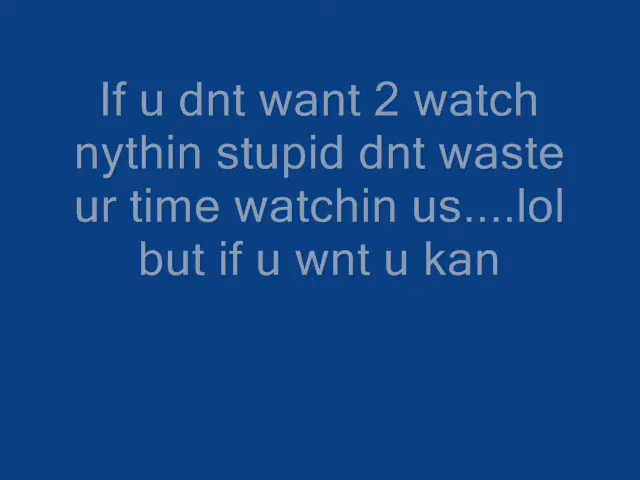 If u dnt want 2 watch
nythin stupid dnt waste
ur time watchin us....lol
but if u wnt u kan